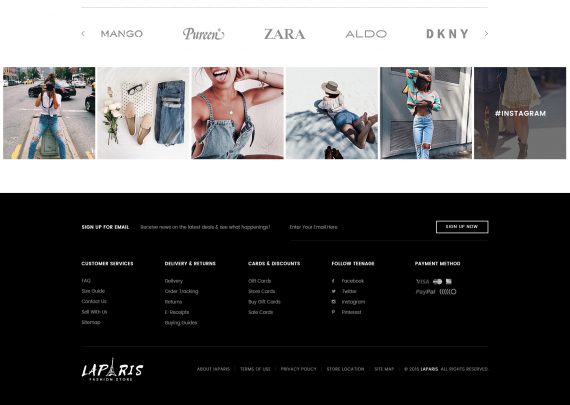 MANGO
Pureen
ZARA
ALDO
DKNY
#INSTAGRAM
SIGN UP FOR EMAIL
Receive news on the latest deals & see what happenings!
Enter Your Email Here
SIGN UP NOW
CUSTOMER SERVICES
FAQ
Size Guide
Contact Us
Sell With Us
Sitemap
DELIVERY & RETURNS
Delivery
Order Tracking
Returns
E-Receipts
Buying Guides
CARDS & DISCOUNTS
Gift Cards
Store Cards
Buy Gift Cards
Sale Cards
FOLLOW TEENAGE
Facebook
Twitter
Instagram
Pinterest
PAYMENT METHOD
VISA
PayPal
LAPARIS
FASHION STORE
ABOUT LAPARIS
TERMS OF USE
PRIVACY POLICY
STORE LOCATION
SITE MAP
© 2015 LAPARIS. ALL RIGHTS RESERVED.